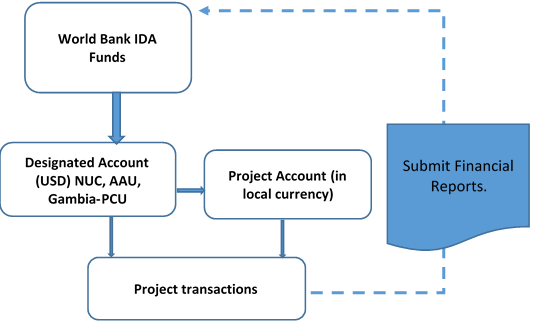 World Bank IDA
Funds
Designated Account
(USD) NUC, AAU,
Gambia-PCU
Project Account (in
local currency)
Submit Financial
Reports.
Project transactions